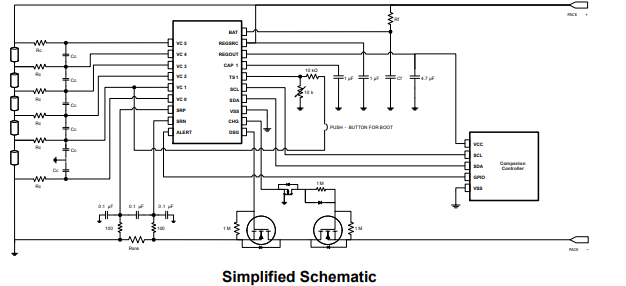 PACK +
Rf
BAT
REGSRC
REGOUT
CAP 1
TS1
SCL
SDA
VSS
CHG
DSG
VC 5
VC 4
VC 3
VC 2
VC 1
VC 0
SRP
SRN
ALERT
Rc
Rc
Rc
Rc
Rc
Rc
Cc
Cc
Cc
Cc
Cc
10 kΩ
10 k
1 µF
1 µF
Cf
4.7 µF
PUSH - BUTTON FOR BOOT
VCC
SCL
SDA
GPIO
VSS
Companion
Controller
0.1 µF
0.1 µF
0.1 µF
100
100
Rsns
1 M
1 M
1 M
PACK -
Simplified Schematic